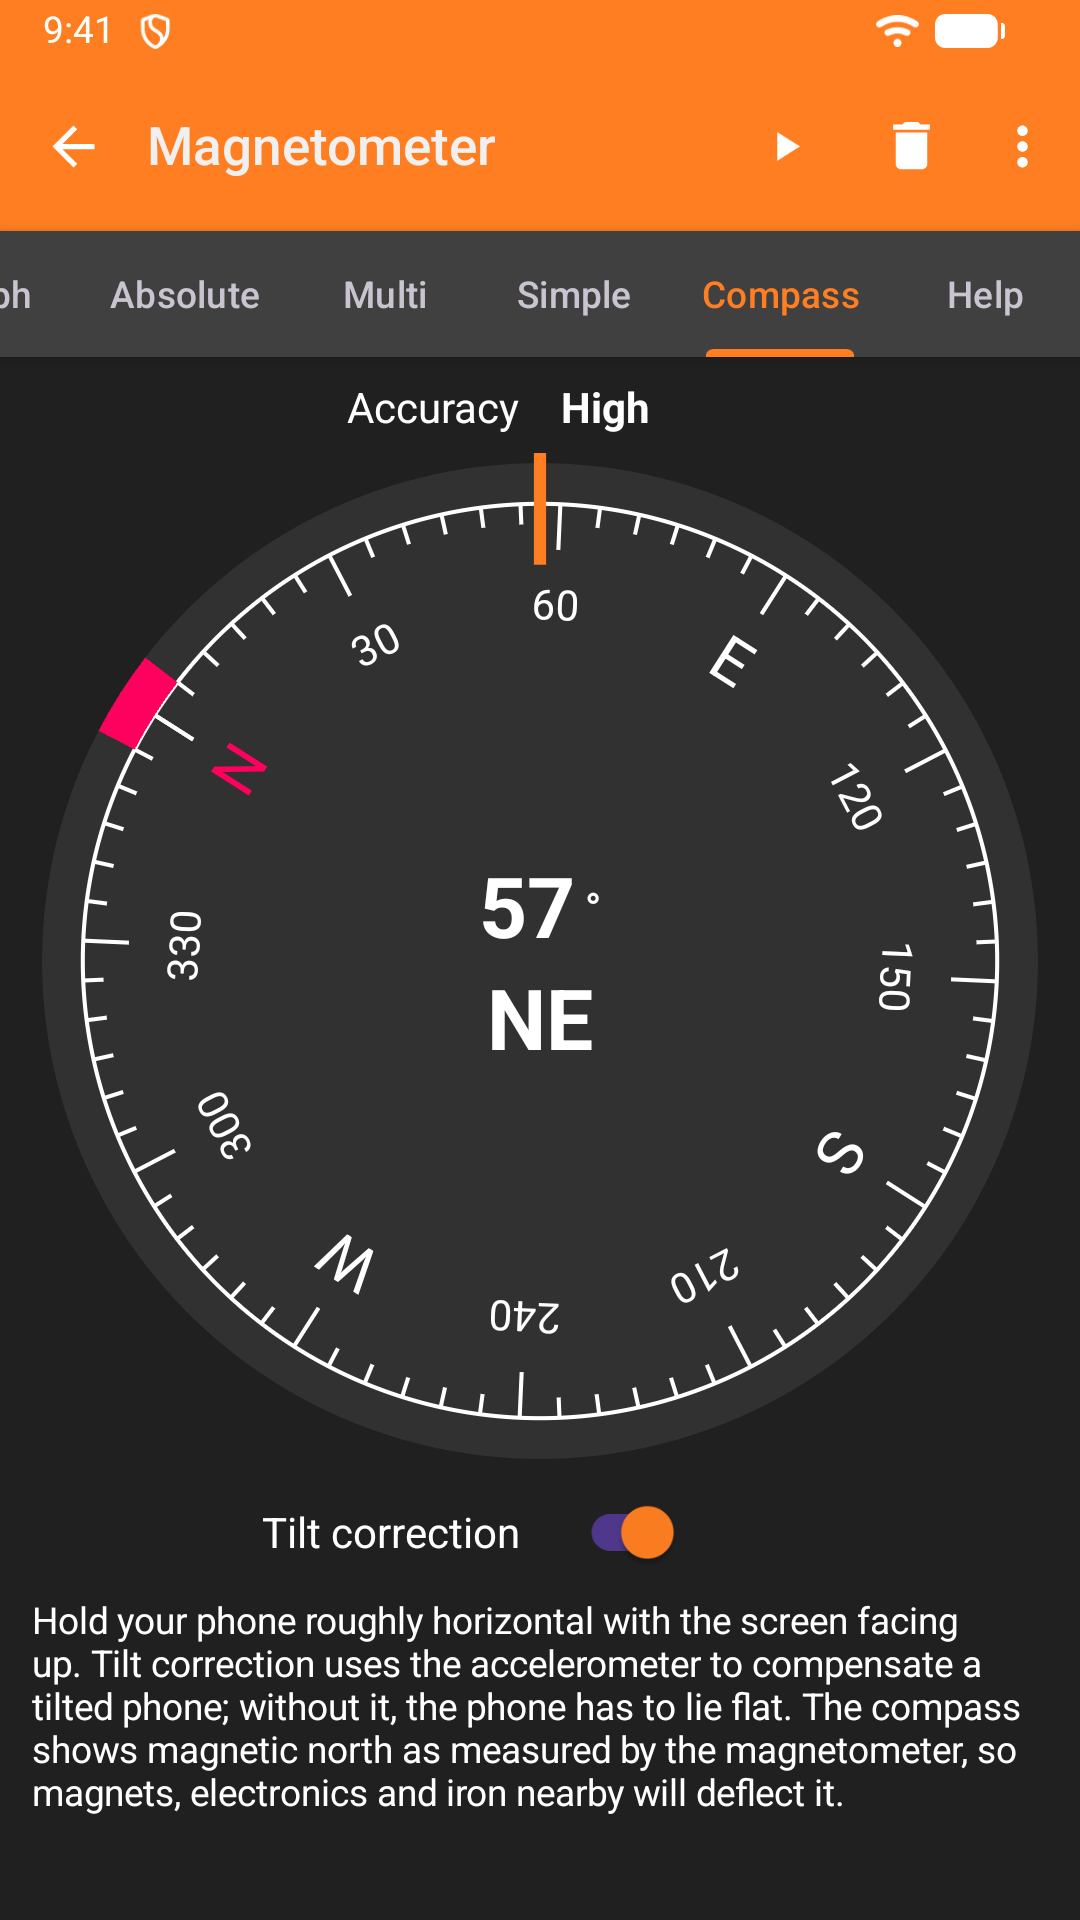 9:41
Magnetometer
ph Absolute Multi Simple Compass Help
Accuracy High
60
30
E
N
120
57°
330
150
NE
300
S
W
210
240
Tilt correction
Hold your phone roughly horizontal with the screen facing
up. Tilt correction uses the accelerometer to compensate a
tilted phone; without it, the phone has to lie flat. The compass
shows magnetic north as measured by the magnetometer, so
magnets, electronics and iron nearby will deflect it.